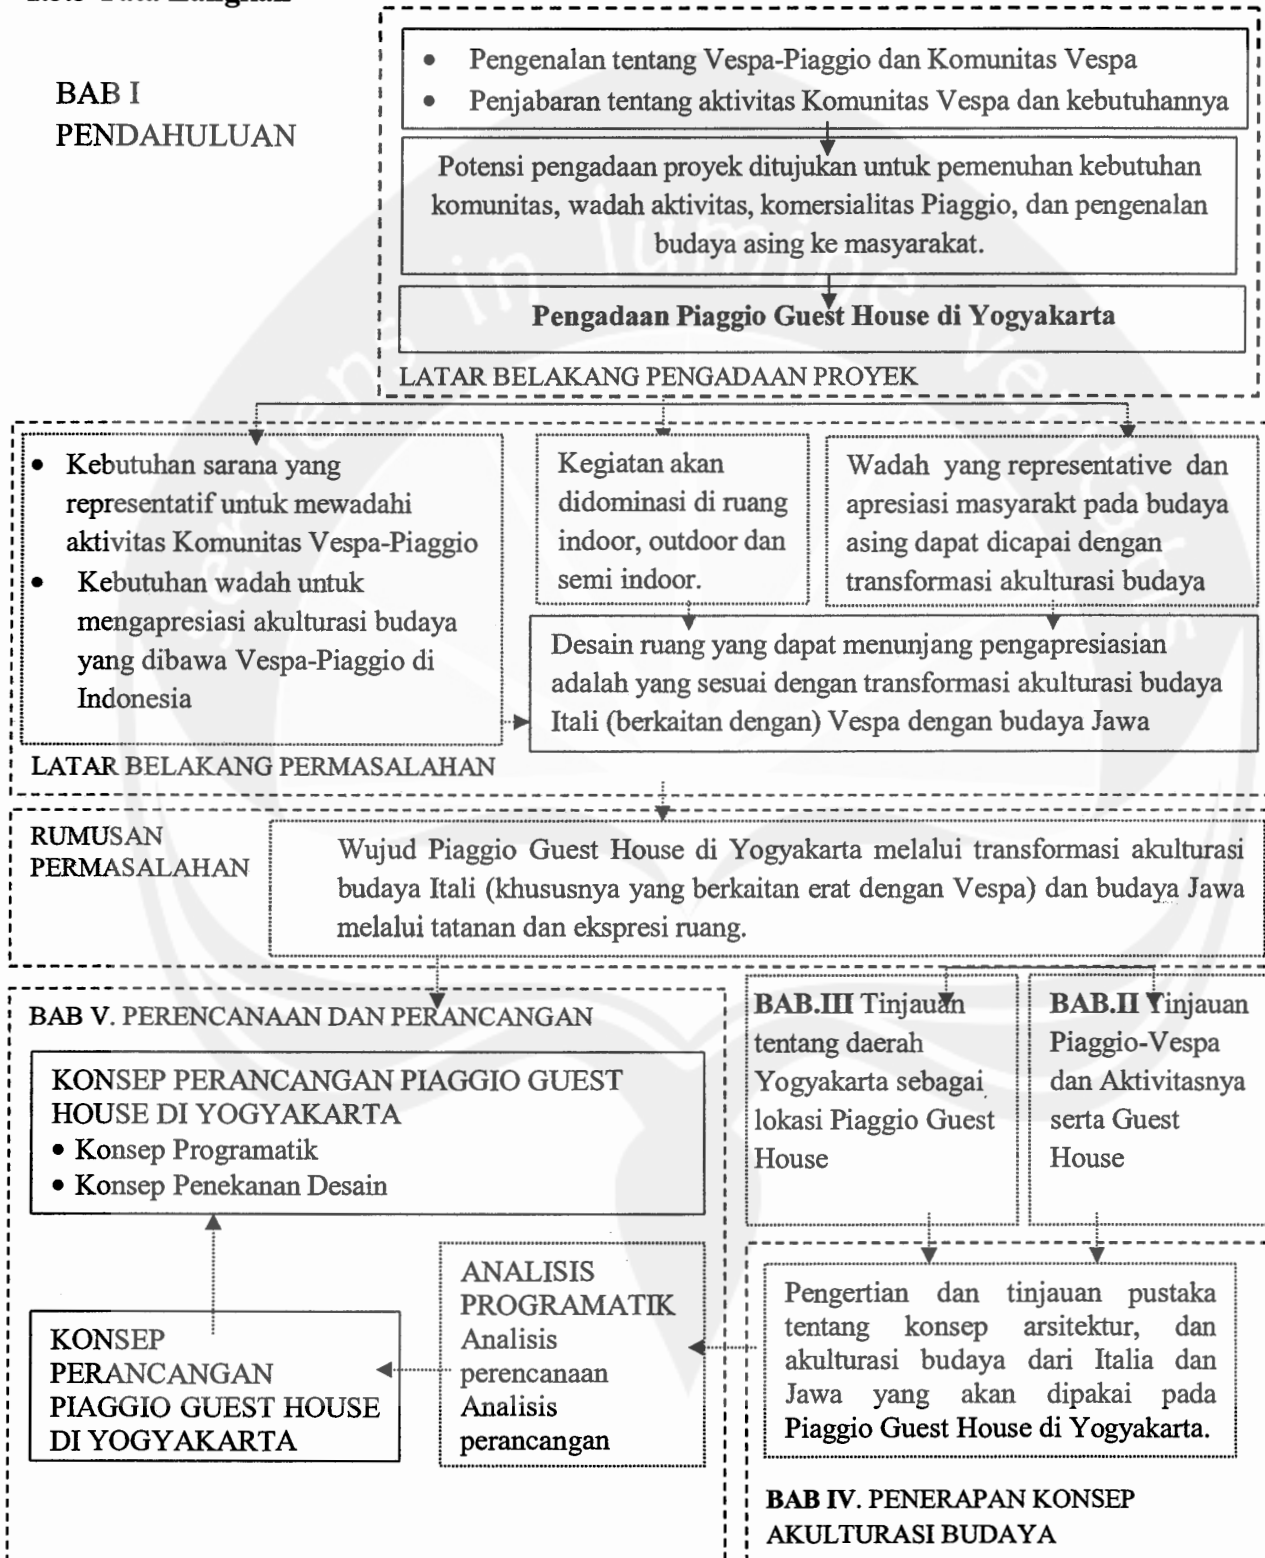 BAB I
PENDAHULUAN
• Pengenalan tentang Vespa-Piaggio dan Komunitas Vespa
• Penjabaran tentang aktivitas Komunitas Vespa dan kebutuhannya
Potensi pengadaan proyek ditujukan untuk pemenuhan kebutuhan
komunitas, wadah aktivitas, komersialitas Piaggio, dan pengenalan
budaya asing ke masyarakat.
Pengadaan Piaggio Guest House di Yogyakarta
LATAR BELAKANG PENGADAAN PROYEK
• Kebutuhan sarana yang
representatif untuk mewadahi
aktivitas Komunitas Vespa-Piaggio
• Kebutuhan wadah untuk
mengapresiasi akulturasi budaya
yang dibawa Vespa-Piaggio di
Indonesia
Kegiatan akan
didominasi di ruang
indoor, outdoor dan
semi indoor.
Wadah yang representative dan
apresiasi masyarakt pada budaya
asing dapat dicapai dengan
transformasi akulturasi budaya
Desain ruang yang dapat menunjang pengapresiasian
adalah yang sesuai dengan transformasi akulturasi budaya
Itali (berkaitan dengan) Vespa dengan budaya Jawa
LATAR BELAKANG PERMASALAHAN
RUMUSAN
PERMASALAHAN
Wujud Piaggio Guest House di Yogyakarta melalui transformasi akulturasi
budaya Itali (khususnya yang berkaitan erat dengan Vespa) dan budaya Jawa
melalui tatanan dan ekspresi ruang.
BAB V. PERENCANAAN DAN PERANCANGAN
KONSEP PERANCANGAN PIAGGIO GUEST
HOUSE DI YOGYAKARTA
• Konsep Programatik
• Konsep Penekanan Desain
KONSEP
PERANCANGAN
PIAGGIO GUEST HOUSE
DI YOGYAKARTA
ANALISIS
PROGRAMATIK
Analisis
perencanaan
Analisis
perancangan
BAB.III Tinjauan
tentang daerah
Yogyakarta sebagai
lokasi Piaggio Guest
House
BAB.II Tinjauan
Piaggio-Vespa
dan Aktivitasnya
serta Guest
House
Pengertian dan tinjauan pustaka
tentang konsep arsitektur, dan
akulturasi budaya dari Italia dan
Jawa yang akan dipakai pada
Piaggio Guest House di Yogyakarta.
BAB IV. PENERAPAN KONSEP
AKULTURASI BUDAYA
serviens in lumine veritatis